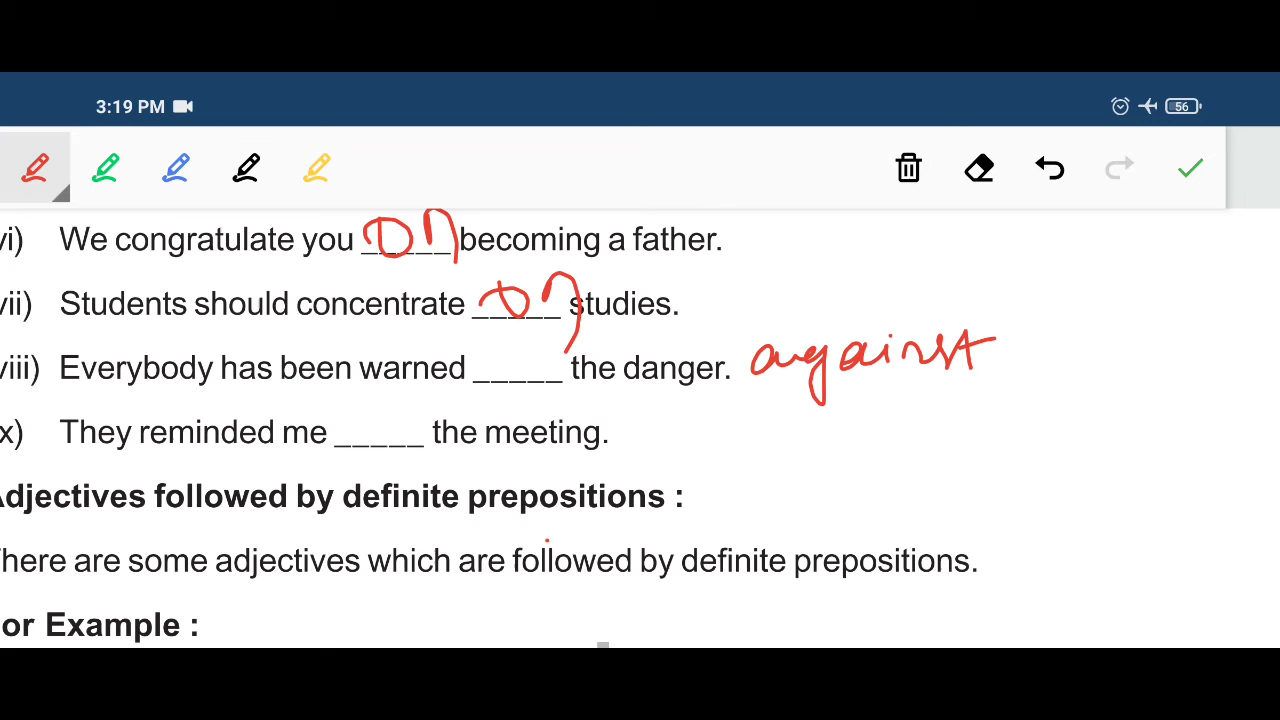 3:19 PM 56
vi) We congratulate you on becoming a father.
vii) Students should concentrate on studies.
viii) Everybody has been warned _____ the danger. against
x) They reminded me _____ the meeting.
Adjectives followed by definite prepositions :
here are some adjectives which are followed by definite prepositions.
or Example :